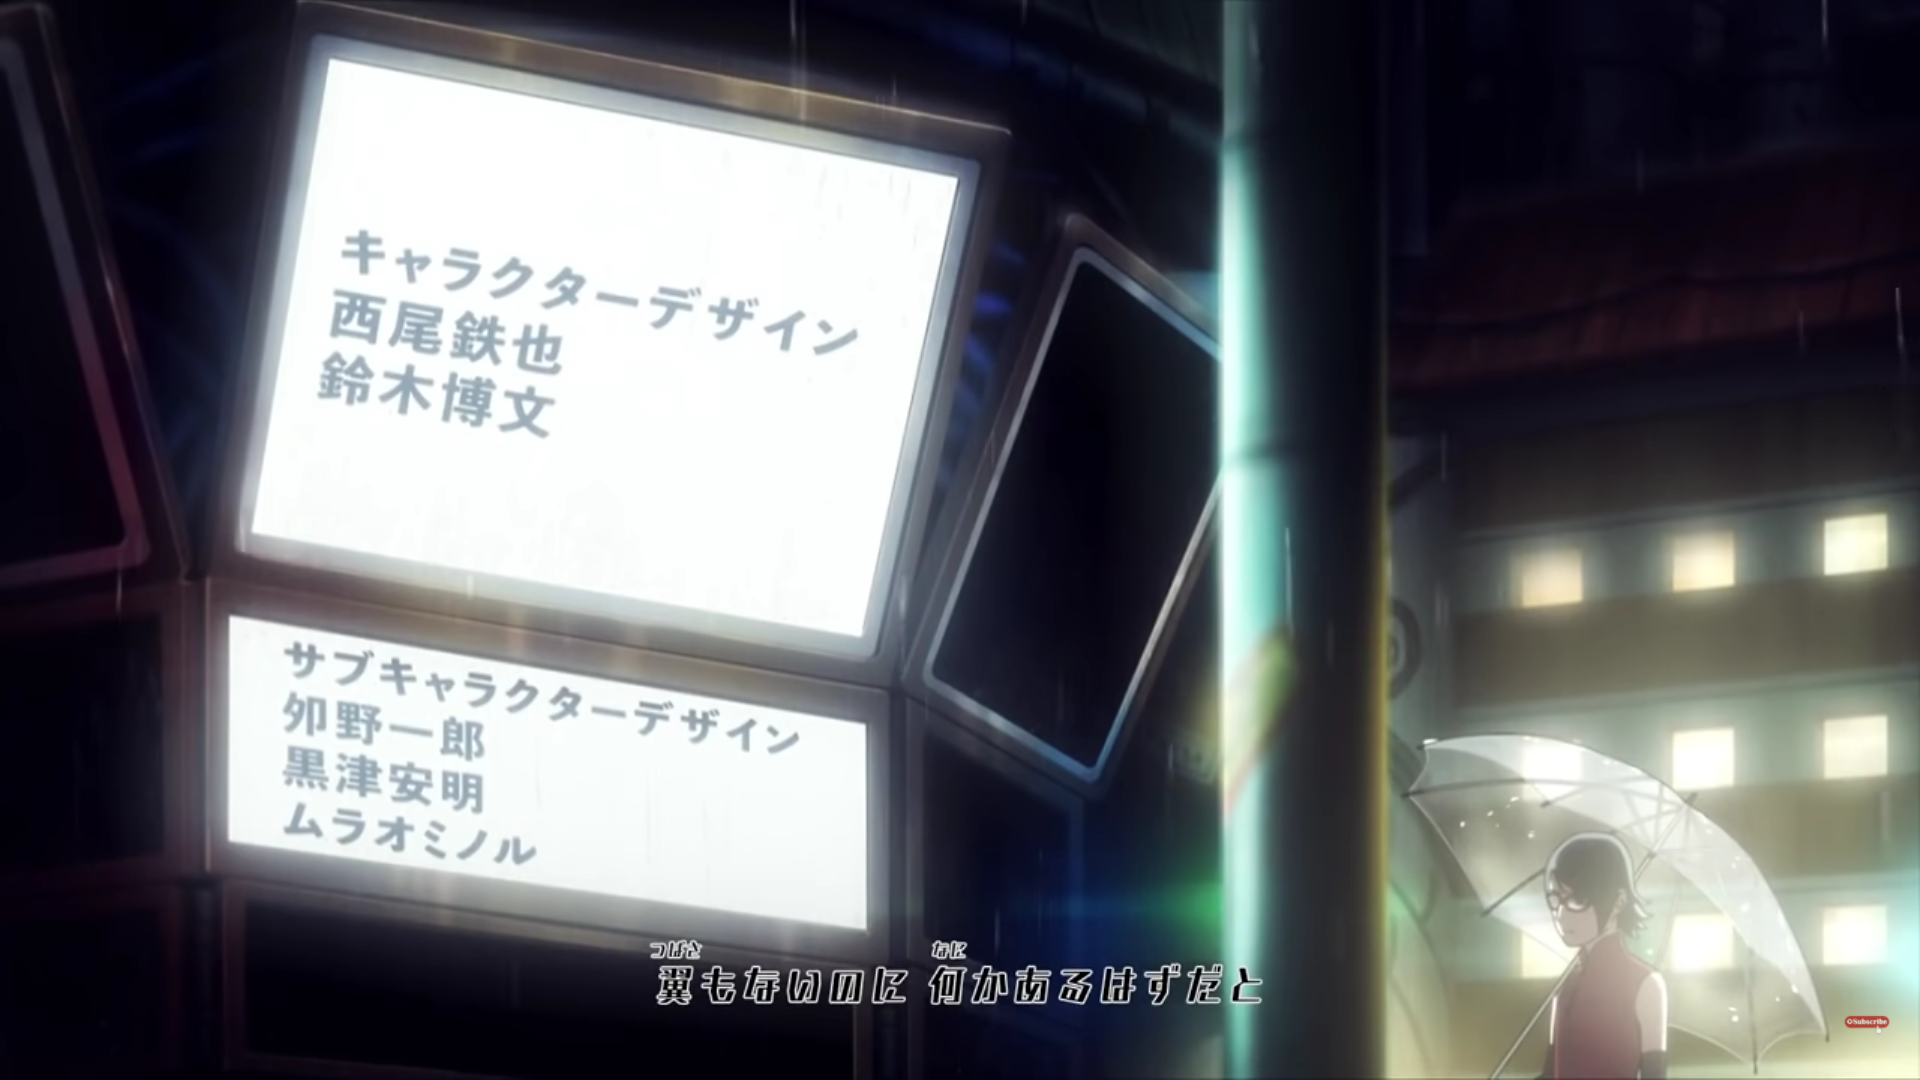 キャラクターデザイン
西尾鉄也
鈴木博文
サブキャラクターデザイン
夘野一郎
黒津安明
ムラオミノル
つばさ なに
翼もないのに 何かあるはずだと
Subscribe